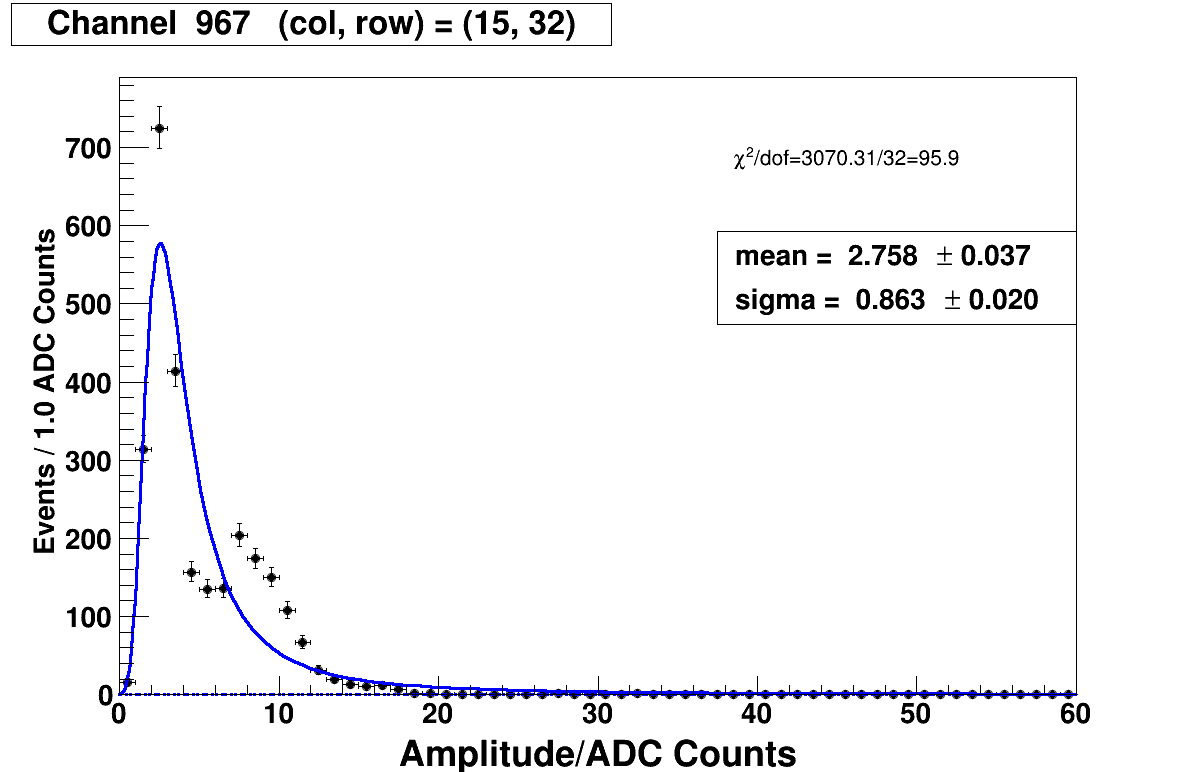 Channel 967 (col, row) = (15, 32)
χ²/dof=3070.31/32=95.9
mean = 2.758 ± 0.037
sigma = 0.863 ± 0.020
Events / 1.0 ADC Counts
700
600
500
400
300
200
100
0
0 10 20 30 40 50 60
Amplitude/ADC Counts